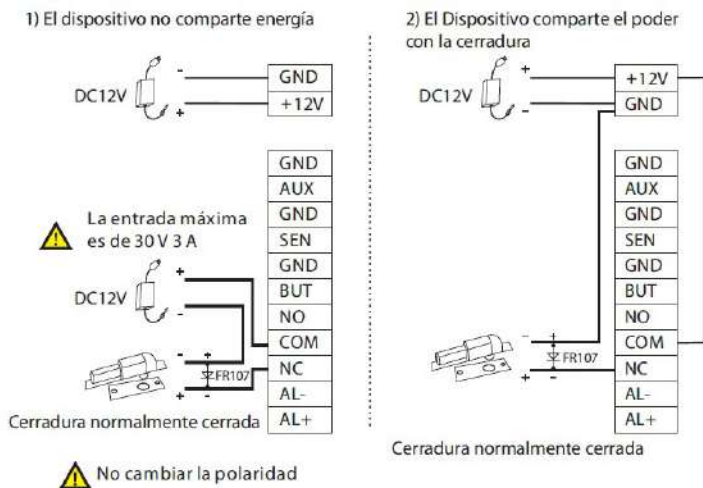 1) El dispositivo no comparte energía
-
DC12V
+
GND
+12V
GND
AUX
GND
SEN
GND
BUT
NO
COM
NC
AL-
AL+
La entrada máxima
es de 30 V 3 A
+
DC12V
-
-
+
FR107
+
-
Cerradura normalmente cerrada
No cambiar la polaridad
2) El Dispositivo comparte el poder
con la cerradura
+
DC12V
-
+12V
GND
GND
AUX
GND
SEN
GND
BUT
NO
COM
NC
AL-
AL+
-
+
FR107
+
-
Cerradura normalmente cerrada